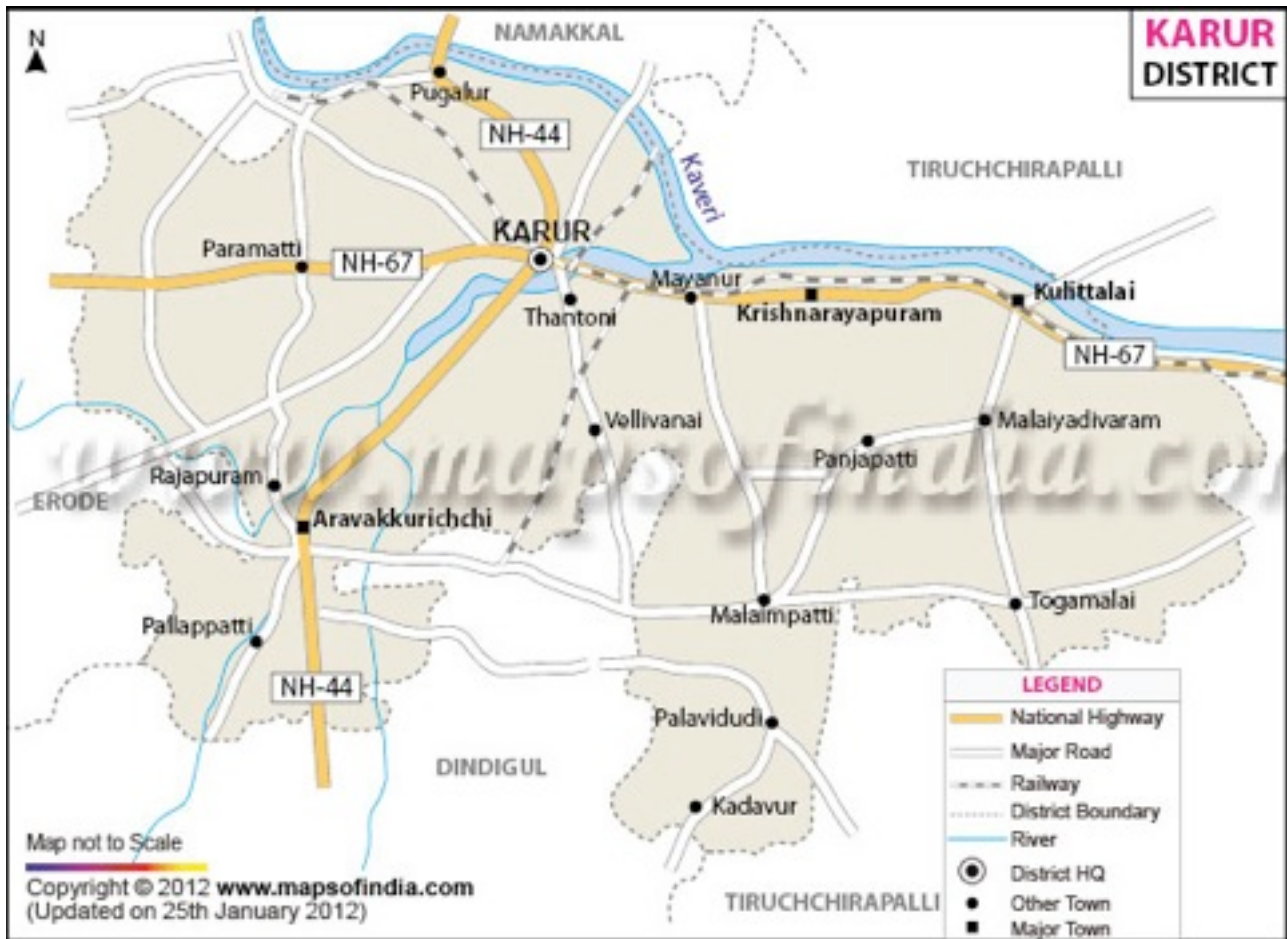 N
NAMAKKAL
KARUR
DISTRICT
Pugalur
NH-44
Kaveri
TIRUCHCHIRAPALLI
KARUR
Paramatti
NH-67
Mayanur
Kulittalai
Thantoni
Krishnarayapuram
NH-67
Vellivanai
Malaiyadivaram
www.mapsofindia.com
Panjapatti
Rajapuram
ERODE
Aravakkurichchi
Malaimpatti
Togamalai
Pallappatti
NH-44
Palavidudi
DINDIGUL
Kadavur
LEGEND
National Highway
Major Road
Railway
District Boundary
River
District HQ
Other Town
Major Town
Map not to Scale
Copyright © 2012 www.mapsofindia.com
(Updated on 25th January 2012)
TIRUCHCHIRAPALLI